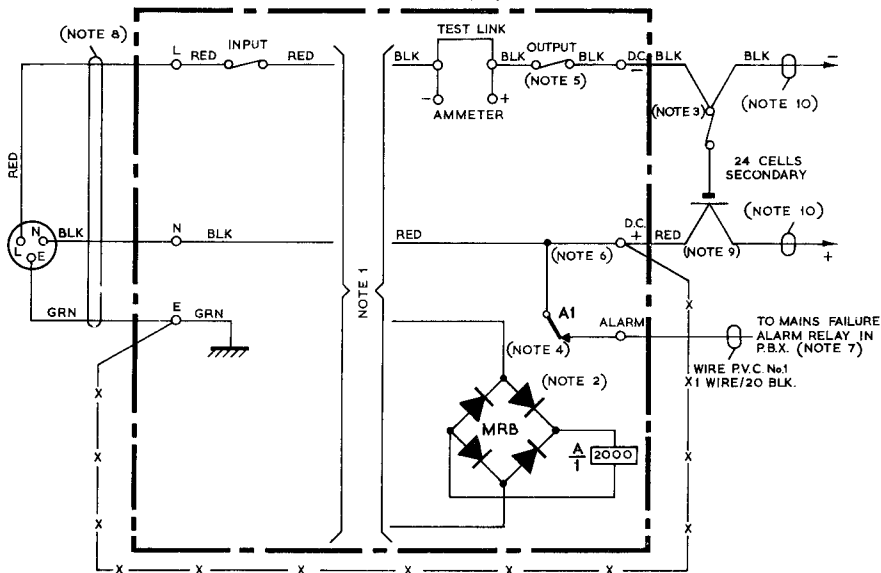 (NOTE 8)
L
RED
INPUT
RED
BLK
TEST LINK
BLK
OUTPUT
BLK
(NOTE 5)
D.C.
−
BLK
BLK
−
(NOTE 10)
−
+
AMMETER
(NOTE 3)
24 CELLS
SECONDARY
RED
N
L
E
BLK
N
BLK
NOTE 1
RED
D.C.
+
(NOTE 6)
RED
(NOTE 9)
(NOTE 10)
+
GRN
E
GRN
A1
(NOTE 4)
ALARM
TO MAINS FAILURE
ALARM RELAY IN
P.B.X. (NOTE 7)
WIRE P.V.C. No.1
1 WIRE/20 BLK.
(NOTE 2)
MRB
A
1
2000
X
X
X
X
X
X
X
X
X
X
X
X
X